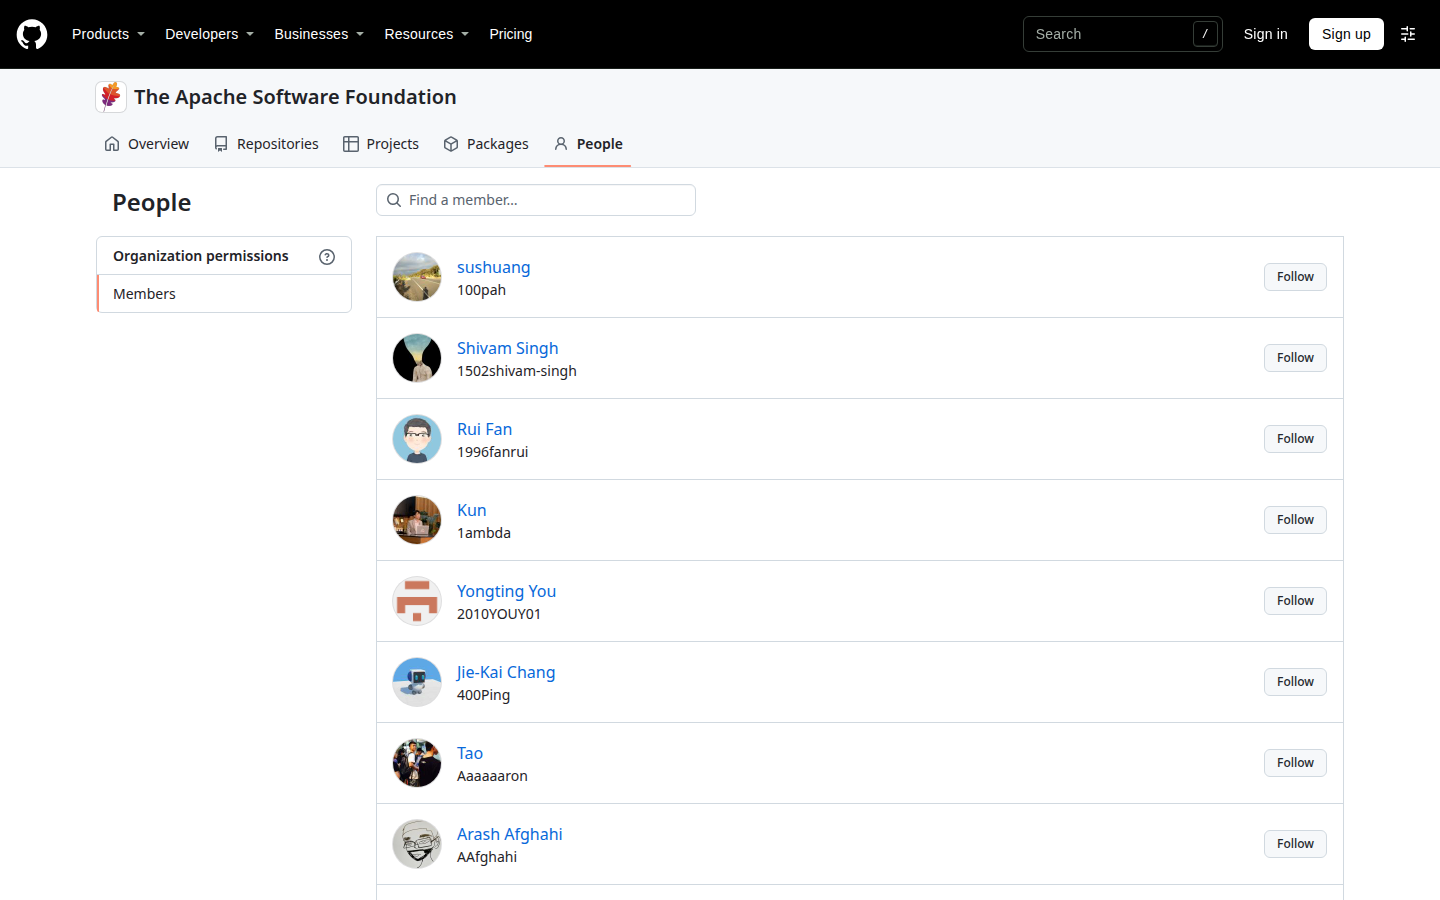 Products
Developers
Businesses
Resources
Pricing
Search
/
Sign in
Sign up
The Apache Software Foundation
Overview
Repositories
Projects
Packages
People
People
Organization permissions
Members
Find a member...
sushuang
100pah
Follow
Shivam Singh
1502shivam-singh
Follow
Rui Fan
1996fanrui
Follow
Kun
1ambda
Follow
Yongting You
2010YOUY01
Follow
Jie-Kai Chang
400Ping
Follow
Tao
Aaaaaaron
Follow
Arash Afghahi
AAfghahi
Follow